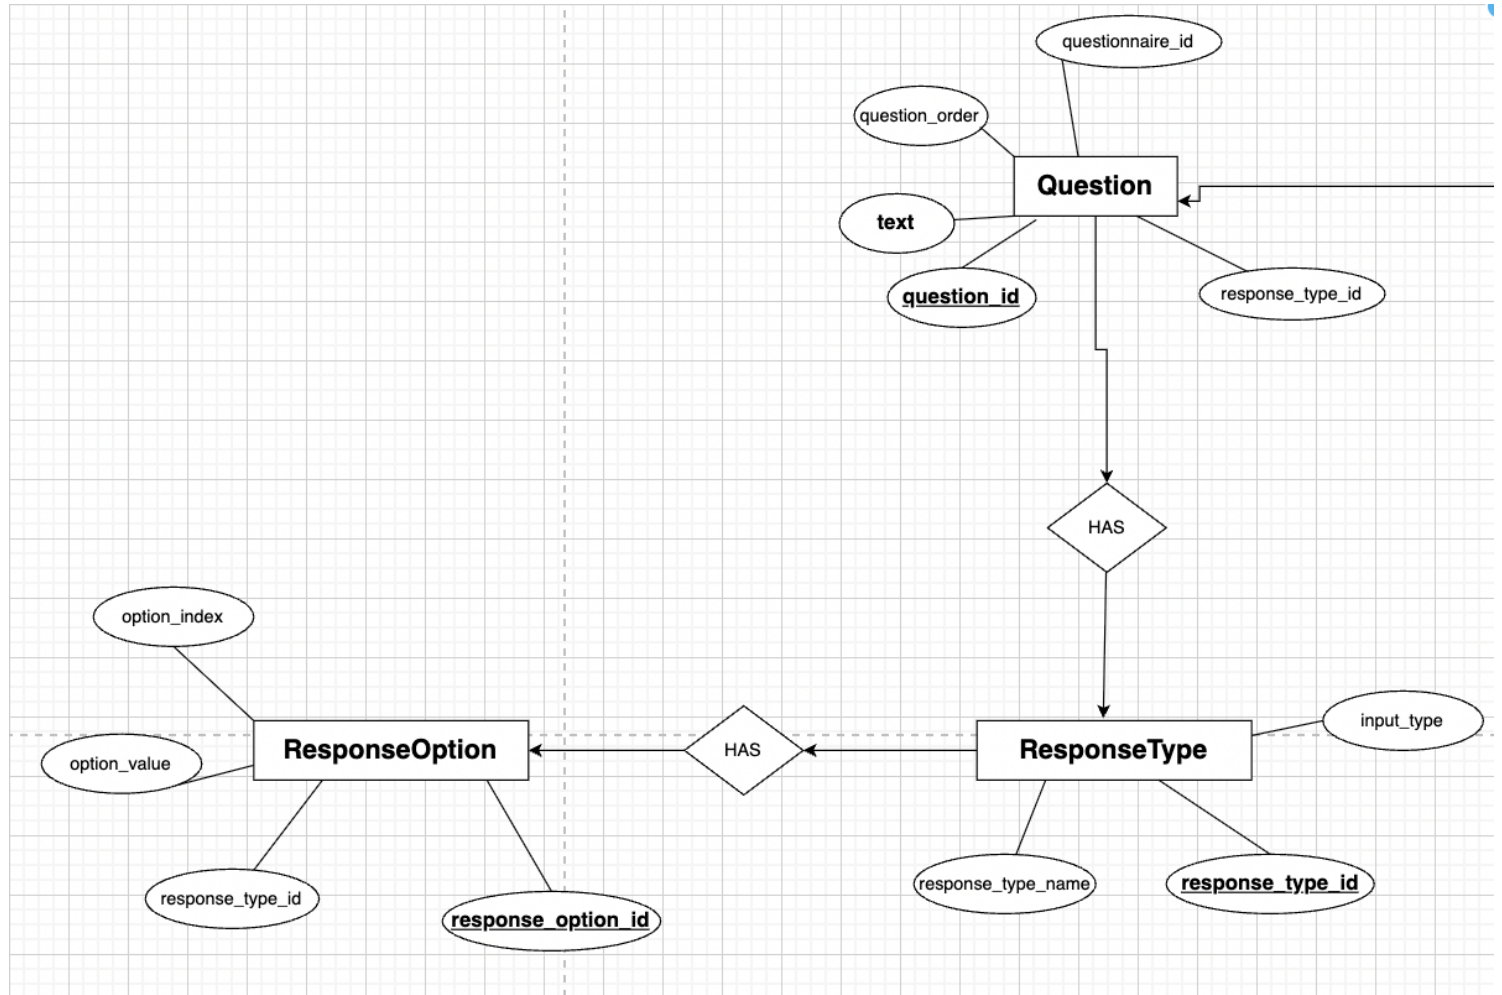 questionnaire_id
question_order
Question
text
question_id
response_type_id
HAS
option_index
ResponseOption
HAS
ResponseType
input_type
option_value
response_type_id
response_option_id
response_type_name
response_type_id